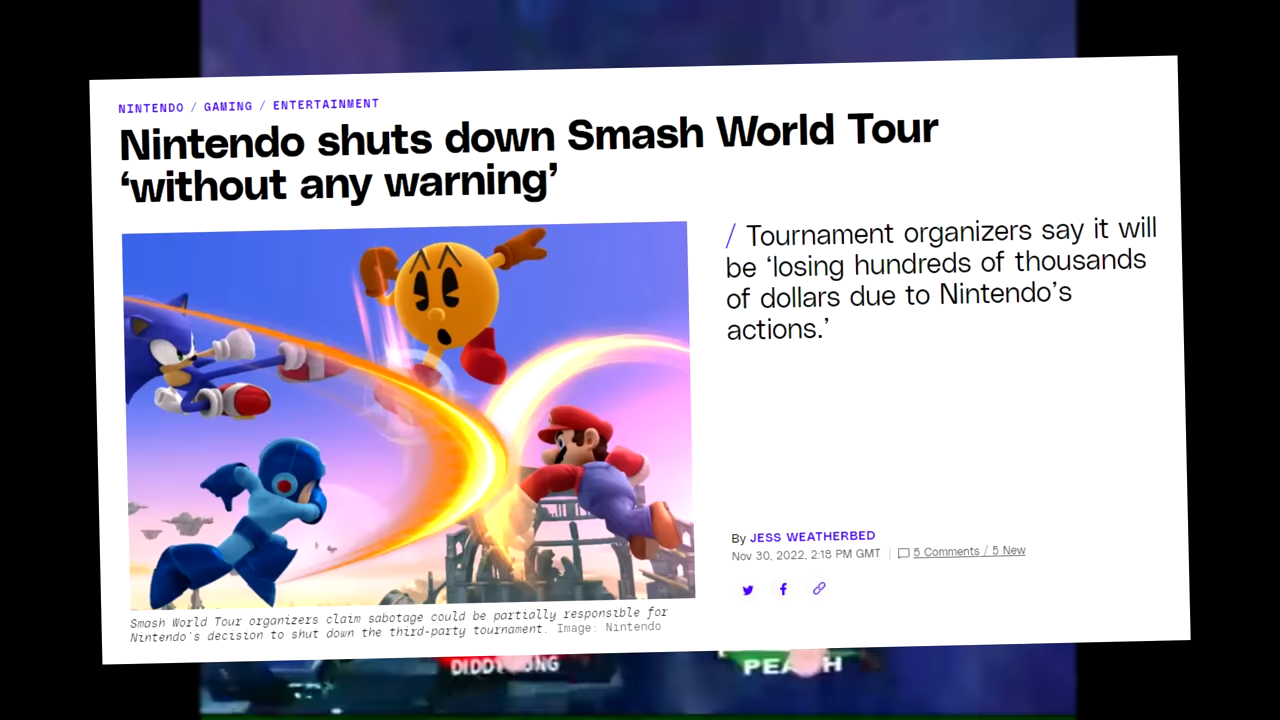 NINTENDO / GAMING / ENTERTAINMENT
Nintendo shuts down Smash World Tour
‘without any warning’
/ Tournament organizers say it will
be ‘losing hundreds of thousands
of dollars due to Nintendo’s
actions.’
By JESS WEATHERBED
Nov 30, 2022, 2:18 PM GMT | 5 Comments / 5 New
Smash World Tour organizers claim sabotage could be partially responsible for
Nintendo's decision to shut down the third-party tournament. Image: Nintendo
DIDDY KONG
PEACH